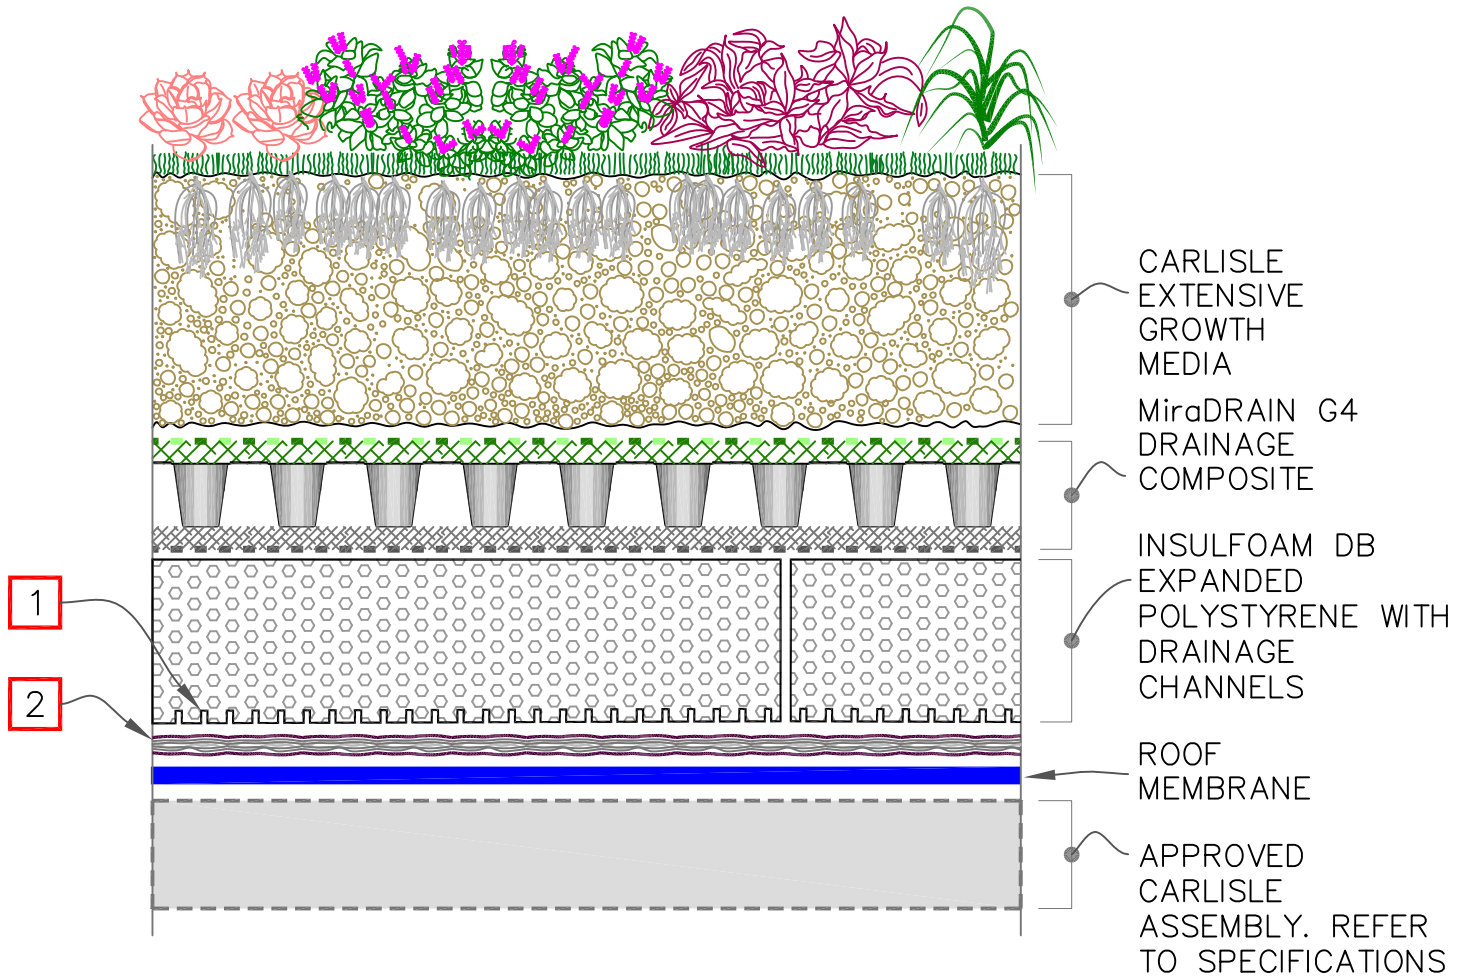 CARLISLE
EXTENSIVE
GROWTH
MEDIA
MiraDRAIN G4
DRAINAGE
COMPOSITE
INSULFOAM DB
EXPANDED
POLYSTYRENE WITH
DRAINAGE
CHANNELS
1
2
ROOF
MEMBRANE
APPROVED
CARLISLE
ASSEMBLY. REFER
TO SPECIFICATIONS